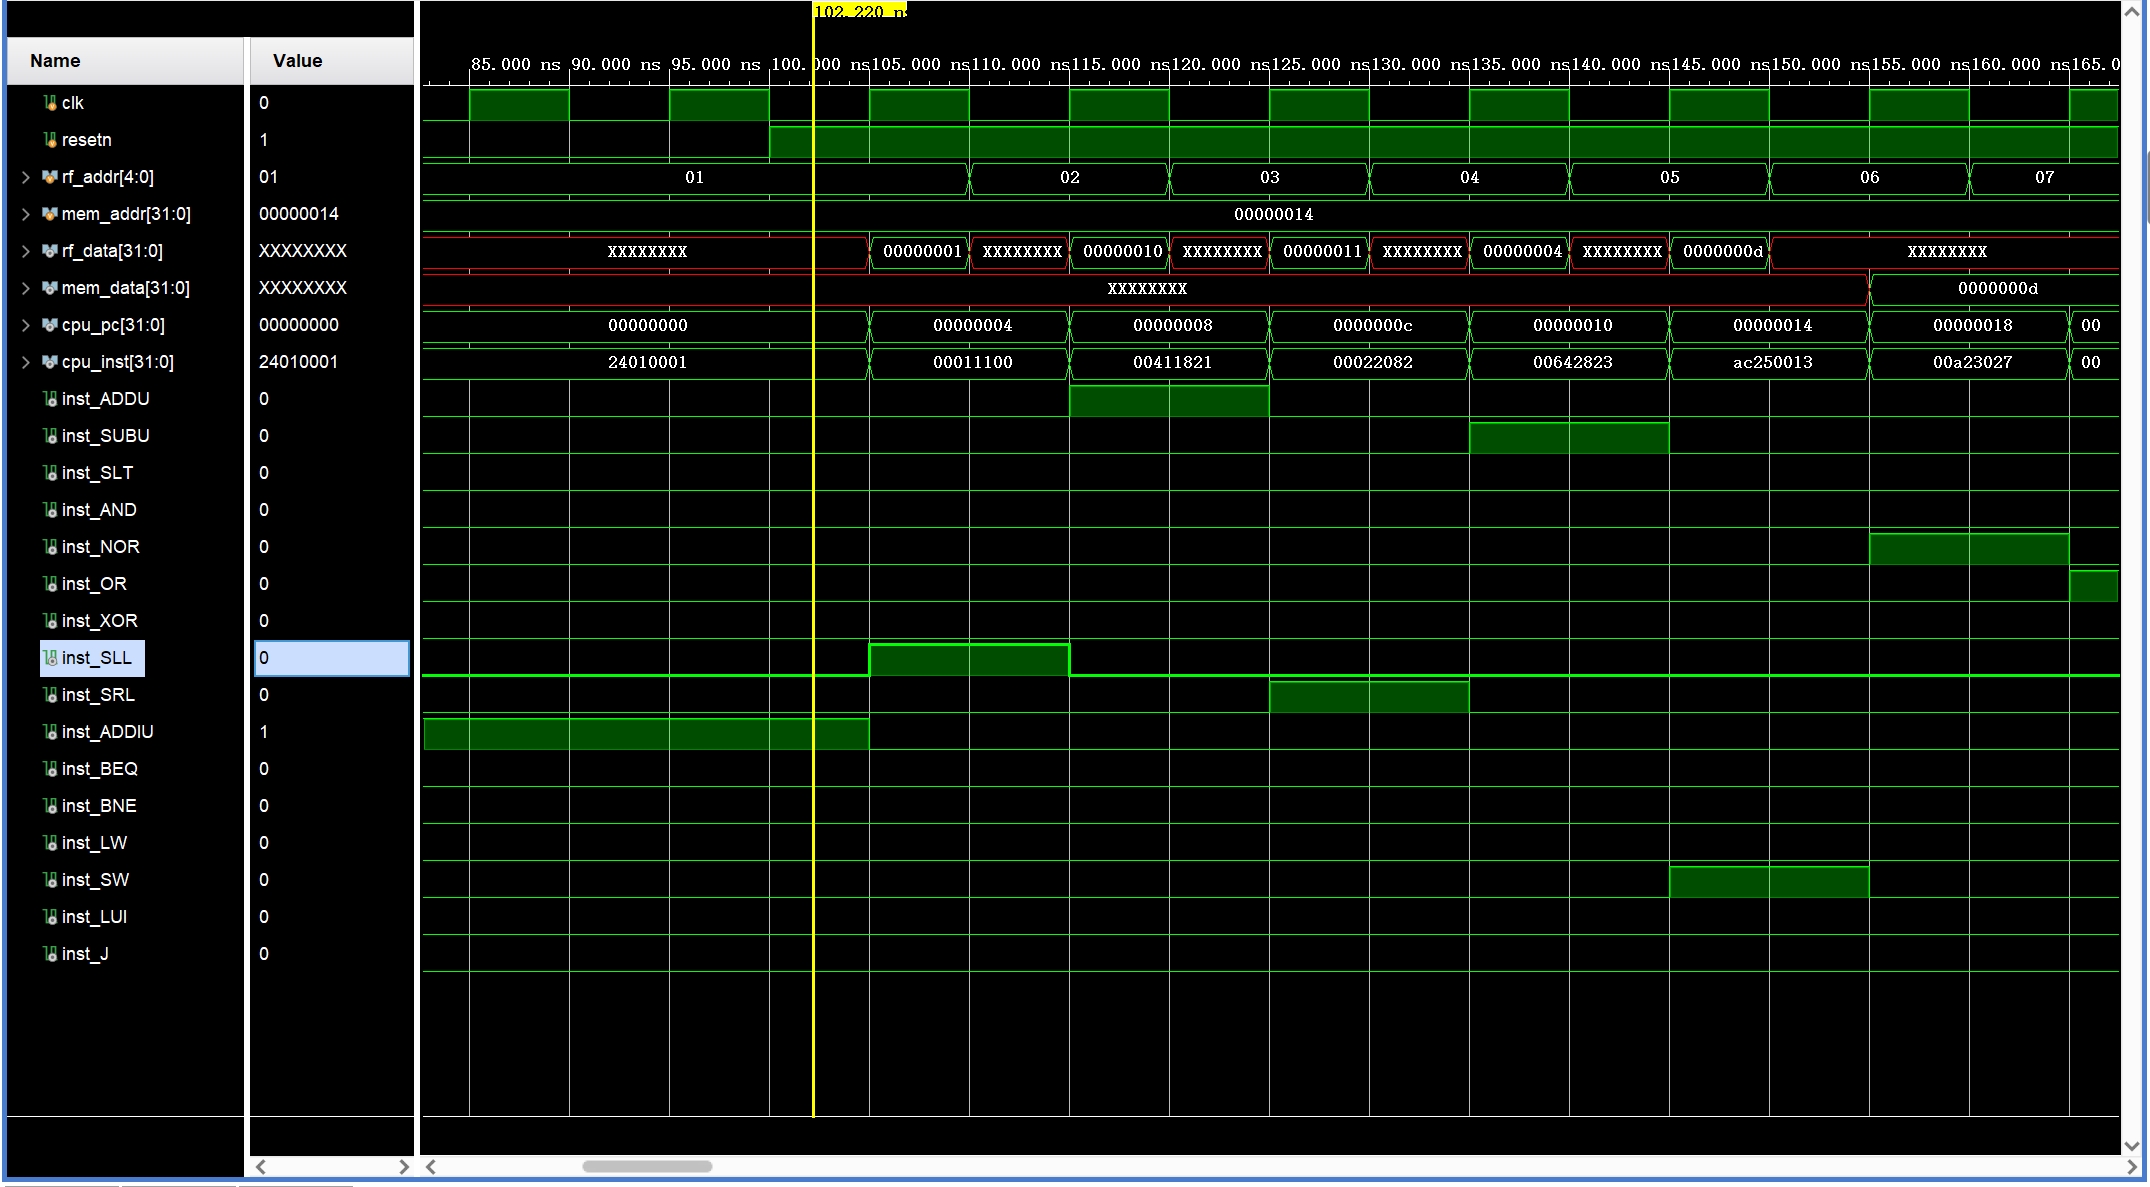 102.220 ns
Name Value 85.000 ns 90.000 ns 95.000 ns 100.000 ns 105.000 ns 110.000 ns 115.000 ns 120.000 ns 125.000 ns 130.000 ns 135.000 ns 140.000 ns 145.000 ns 150.000 ns 155.000 ns 160.000 ns 165.0
clk 0
resetn 1
rf_addr[4:0] 01 01 02 03 04 05 06 07
mem_addr[31:0] 00000014 00000014
rf_data[31:0] XXXXXXXX XXXXXXXX 00000001 XXXXXXXX 00000010 XXXXXXXX 00000011 XXXXXXXX 00000004 XXXXXXXX 0000000d XXXXXXXX
mem_data[31:0] XXXXXXXX XXXXXXXX 0000000d
cpu_pc[31:0] 00000000 00000000 00000004 00000008 0000000c 00000010 00000014 00000018 00
cpu_inst[31:0] 24010001 24010001 00011100 00411821 00022082 00642823 ac250013 00a23027 00
inst_ADDU 0
inst_SUBU 0
inst_SLT 0
inst_AND 0
inst_NOR 0
inst_OR 0
inst_XOR 0
inst_SLL 0
inst_SRL 0
inst_ADDIU 1
inst_BEQ 0
inst_BNE 0
inst_LW 0
inst_SW 0
inst_LUI 0
inst_J 0